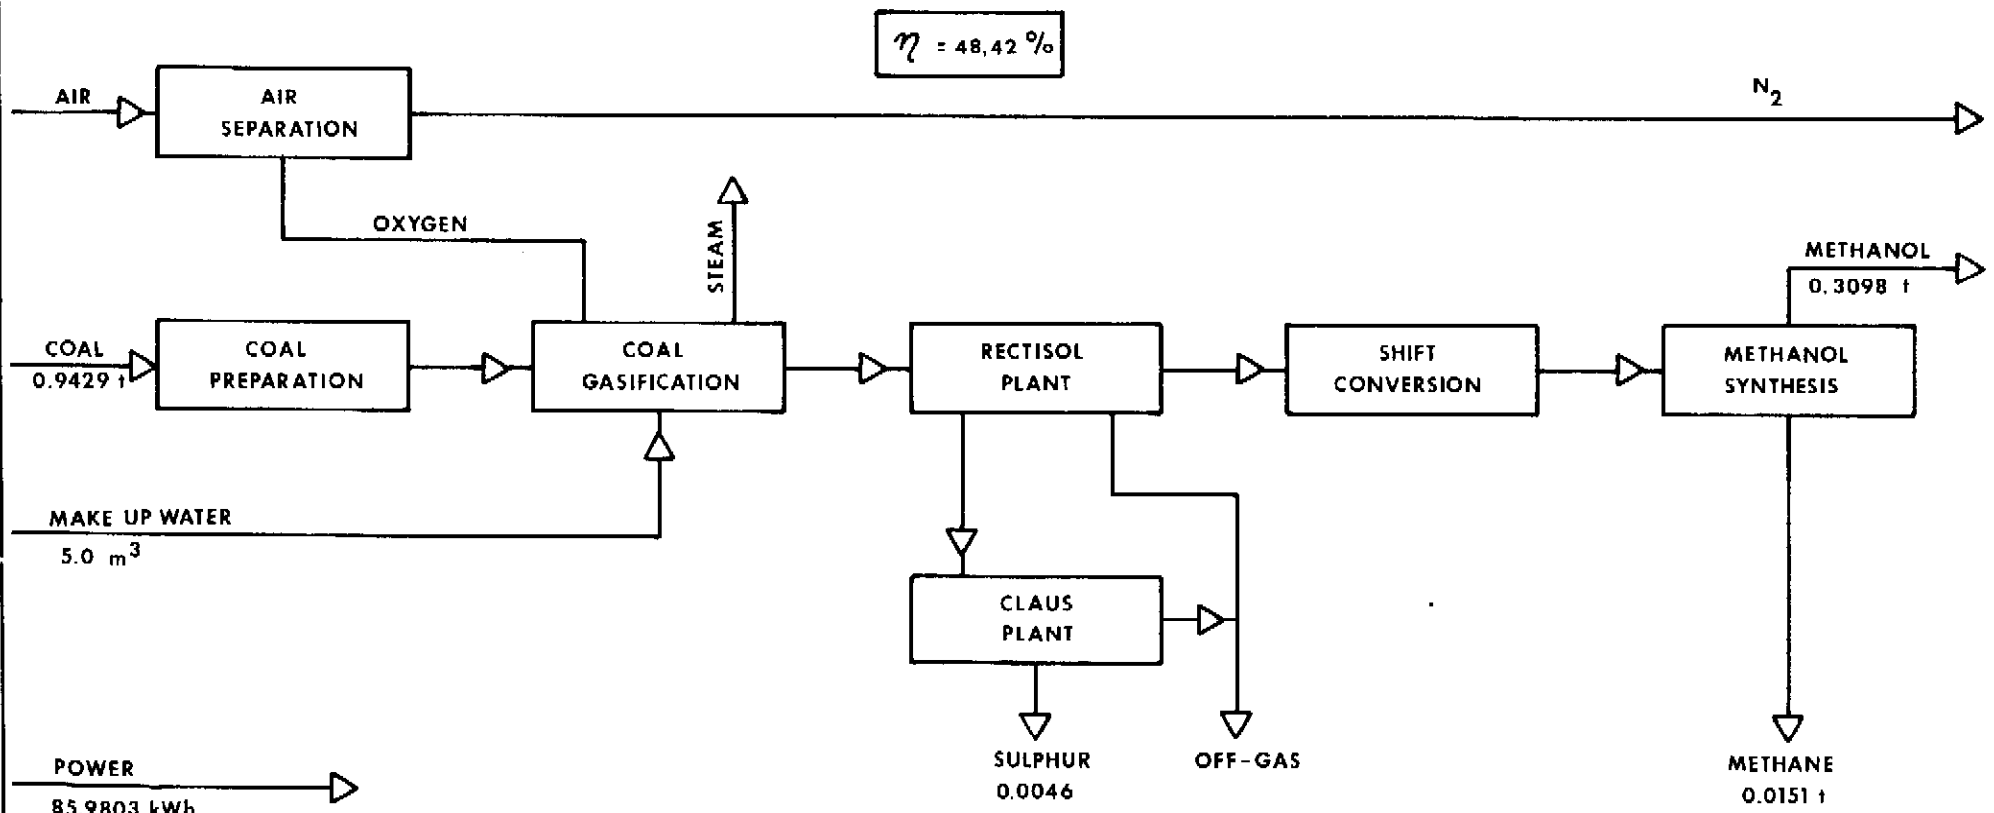 η = 48,42 %
AIR
AIR
SEPARATION
N2
OXYGEN
STEAM
METHANOL
0.3098 t
COAL
0.9429 t
COAL
PREPARATION
COAL
GASIFICATION
RECTISOL
PLANT
SHIFT
CONVERSION
METHANOL
SYNTHESIS
MAKE UP WATER
5.0 m³
CLAUS
PLANT
SULPHUR
0.0046
OFF-GAS
METHANE
0.0151 t
POWER
85.9803 kWh